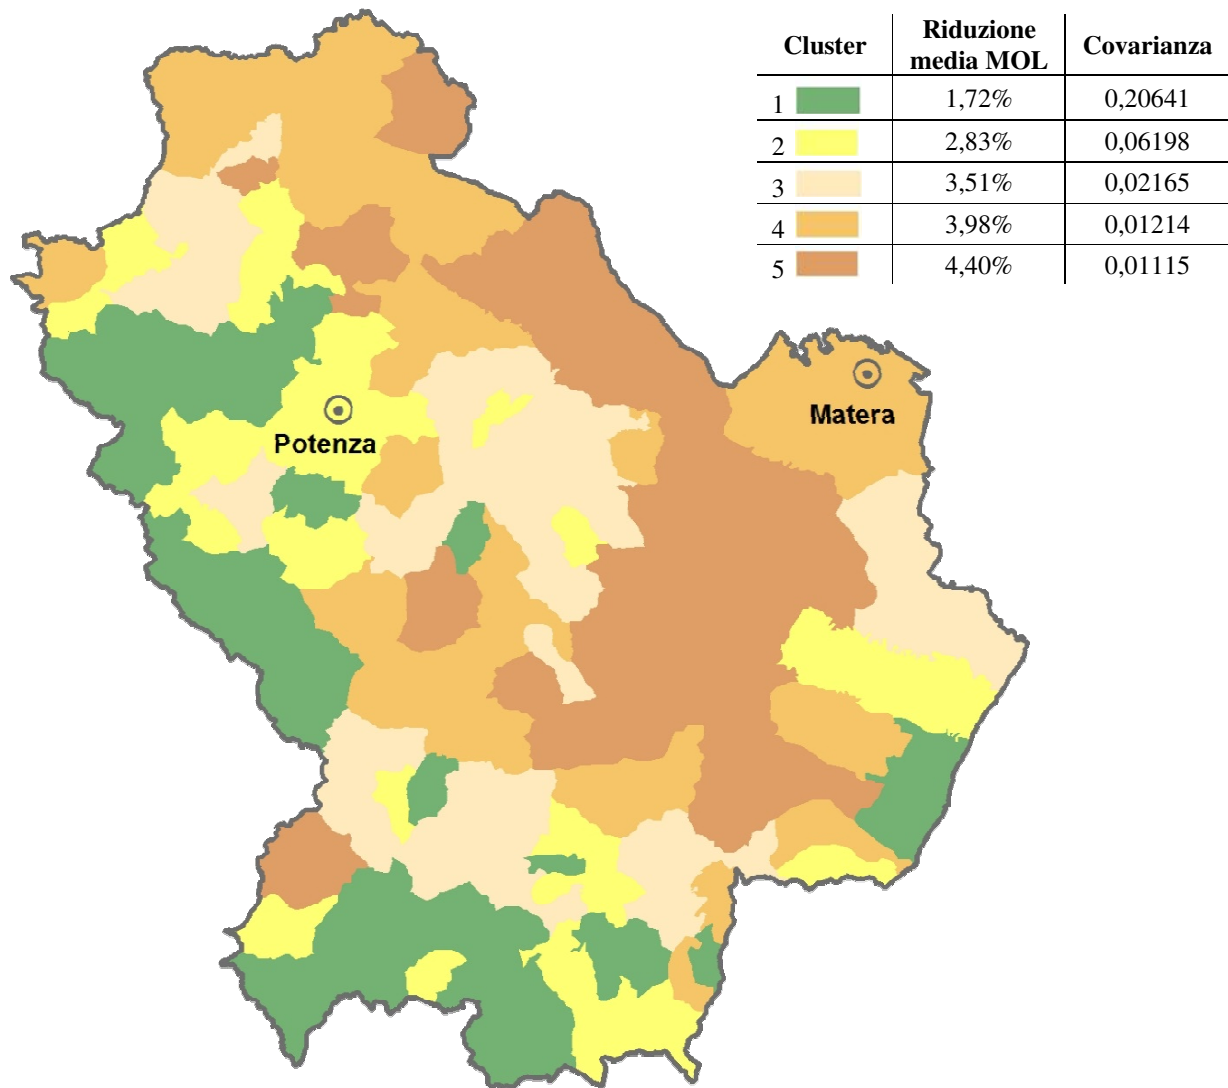 Cluster Riduzione media MOL Covarianza
1 1,72% 0,20641
2 2,83% 0,06198
3 3,51% 0,02165
4 3,98% 0,01214
5 4,40% 0,01115
Matera
Potenza